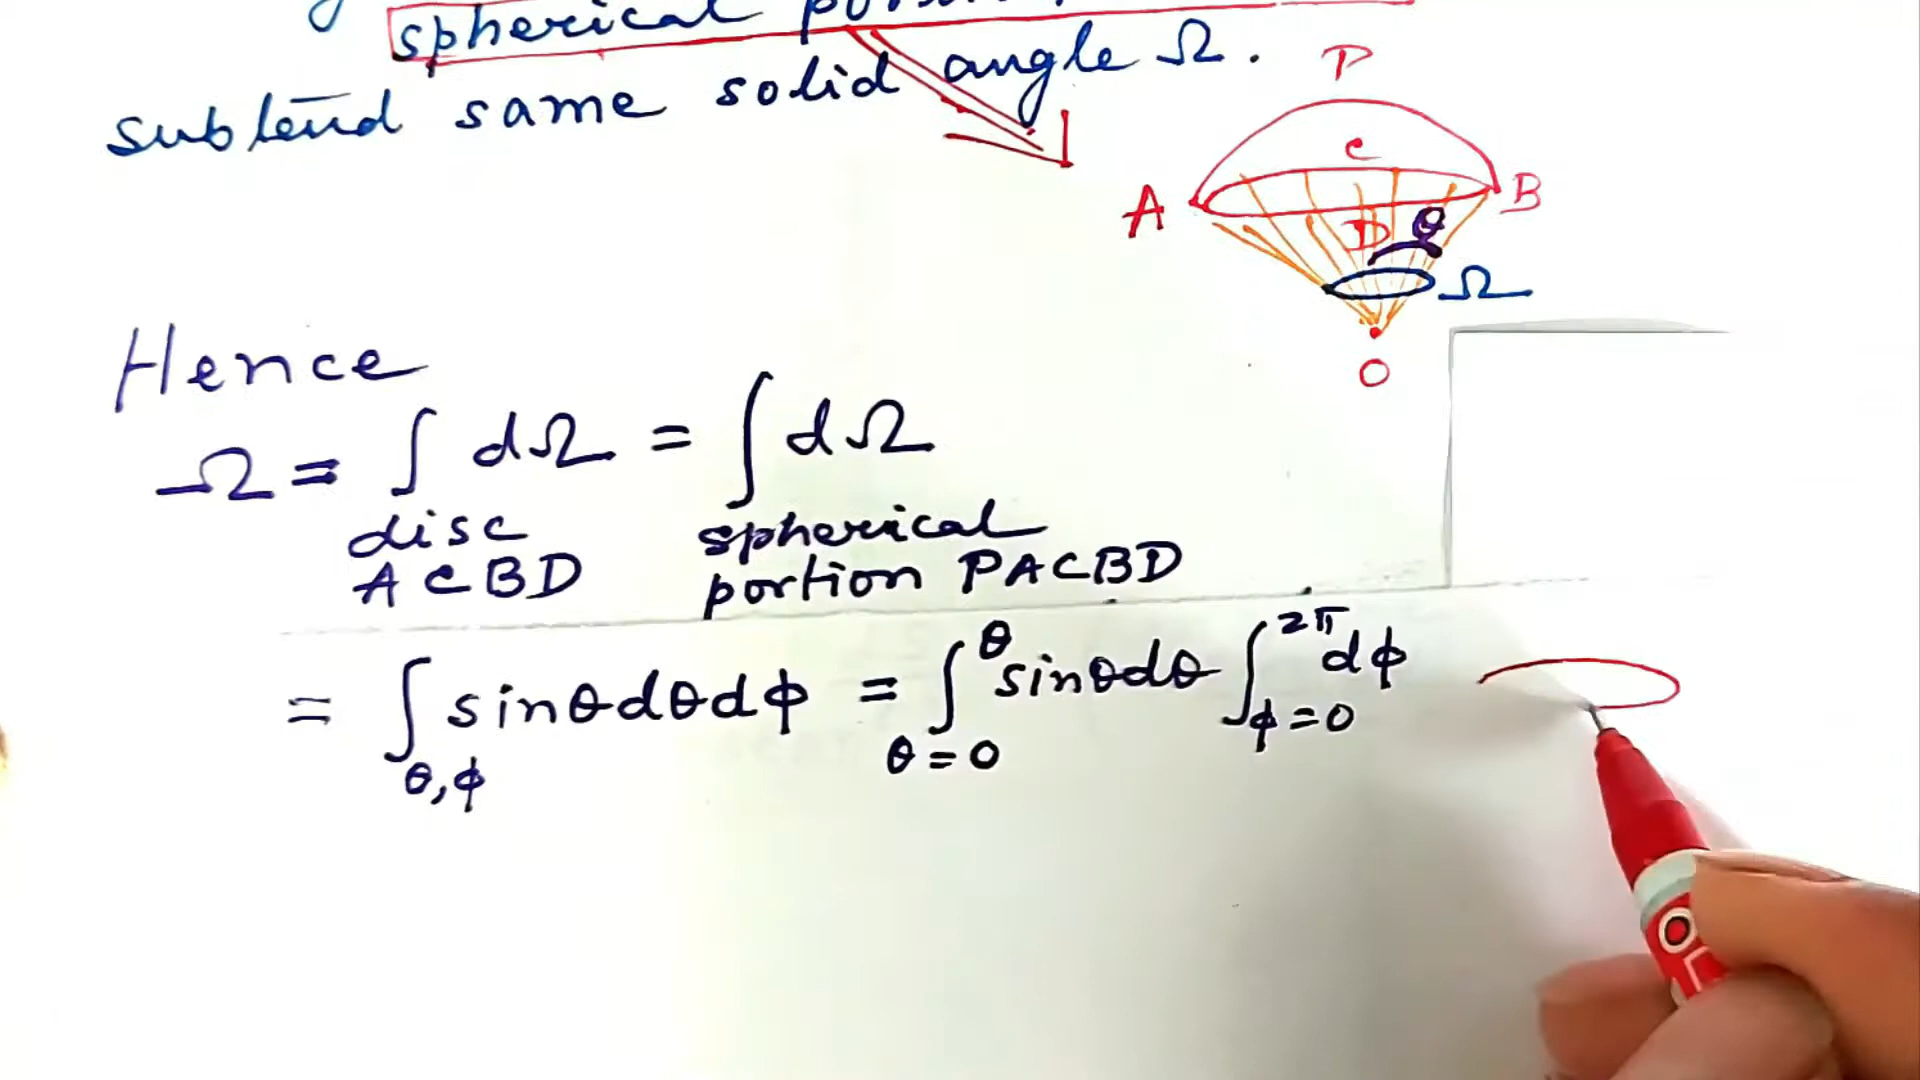 spherical
subtend same solid angle Ω.
P
C
A
B
D
θ
Ω
O
Hence
Ω = ∫ dΩ = ∫ dΩ
disc spherical
ACBD portion PACBD
= ∫ sinθdθdϕ = ∫ θ sinθdθ ∫ 2π dϕ
θ,ϕ θ=0 ϕ=0